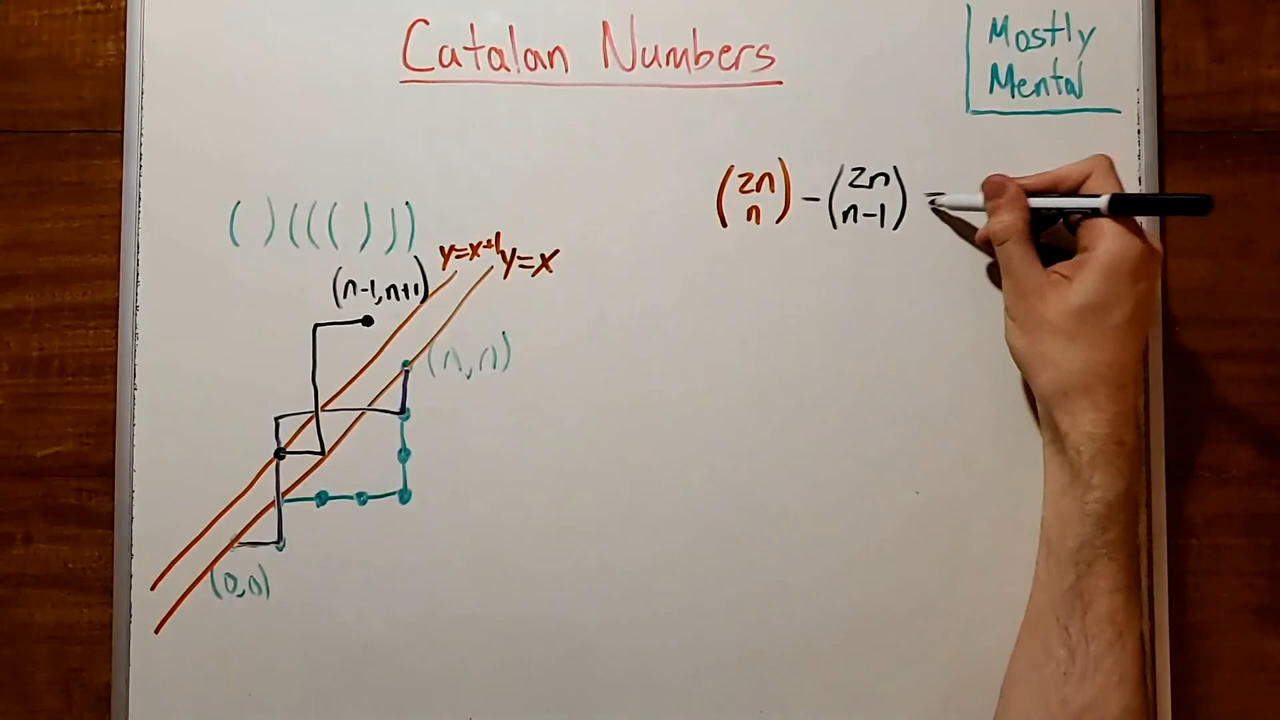 Catalan Numbers
Mostly
Mental
(2n n) - (2n n-1) =
( ) ( ( ( ) ) )
y=x+1
y=x
(n-1, n+1)
(n, n)
(0,0)